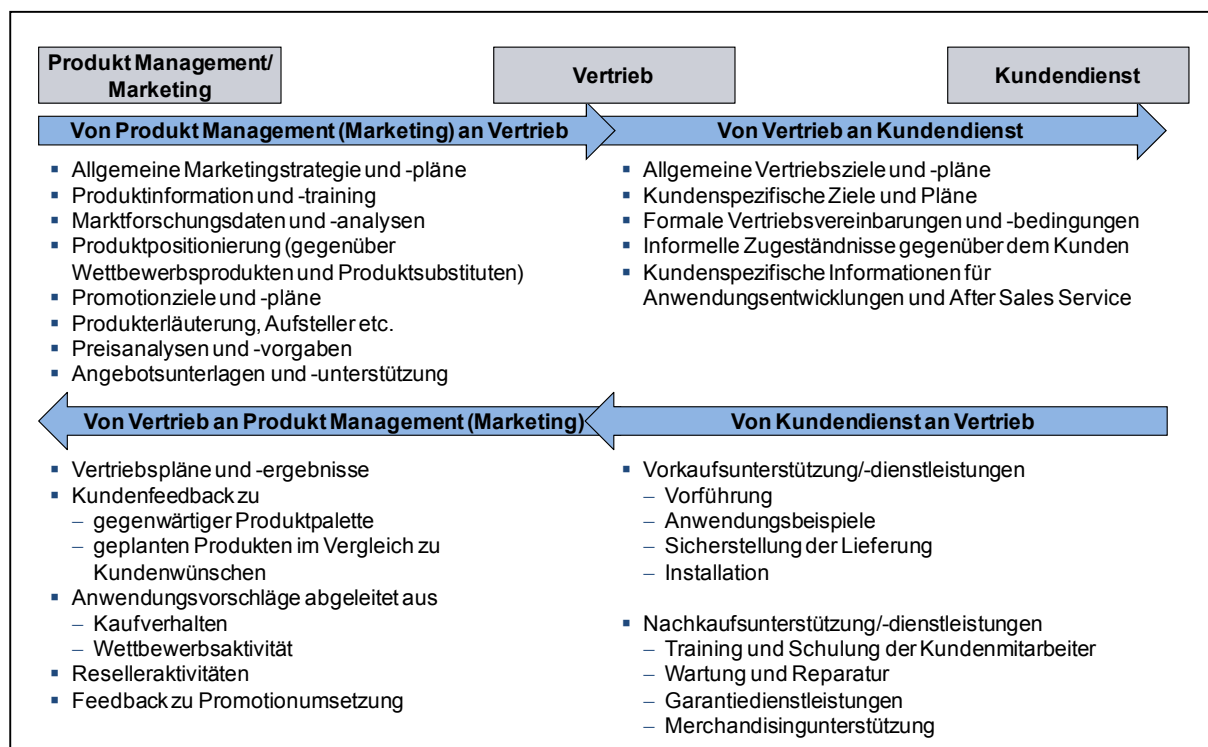 Produkt Management/
Marketing
Vertrieb
Kundendienst
Von Produkt Management (Marketing) an Vertrieb
▪ Allgemeine Marketingstrategie und -pläne
▪ Produktinformation und -training
▪ Marktforschungsdaten und -analysen
▪ Produktpositionierung (gegenüber
Wettbewerbsprodukten und Produktsubstituten)
▪ Promotionziele und -pläne
▪ Produkterläuterung, Aufsteller etc.
▪ Preisanalysen und -vorgaben
▪ Angebotsunterlagen und -unterstützung
Von Vertrieb an Kundendienst
▪ Allgemeine Vertriebsziele und -pläne
▪ Kundenspezifische Ziele und Pläne
▪ Formale Vertriebsvereinbarungen und -bedingungen
▪ Informelle Zugeständnisse gegenüber dem Kunden
▪ Kundenspezifische Informationen für
Anwendungsentwicklungen und After Sales Service
Von Vertrieb an Produkt Management (Marketing)
▪ Vertriebspläne und -ergebnisse
▪ Kundenfeedback zu
– gegenwärtiger Produktpalette
– geplanten Produkten im Vergleich zu
Kundenwünschen
▪ Anwendungsvorschläge abgeleitet aus
– Kaufverhalten
– Wettbewerbsaktivität
▪ Reselleraktivitäten
▪ Feedback zu Promotionumsetzung
Von Kundendienst an Vertrieb
▪ Vorkaufsunterstützung/-dienstleistungen
– Vorführung
– Anwendungsbeispiele
– Sicherstellung der Lieferung
– Installation
▪ Nachkaufsunterstützung/-dienstleistungen
– Training und Schulung der Kundenmitarbeiter
– Wartung und Reparatur
– Garantiedienstleistungen
– Merchandisingunterstützung